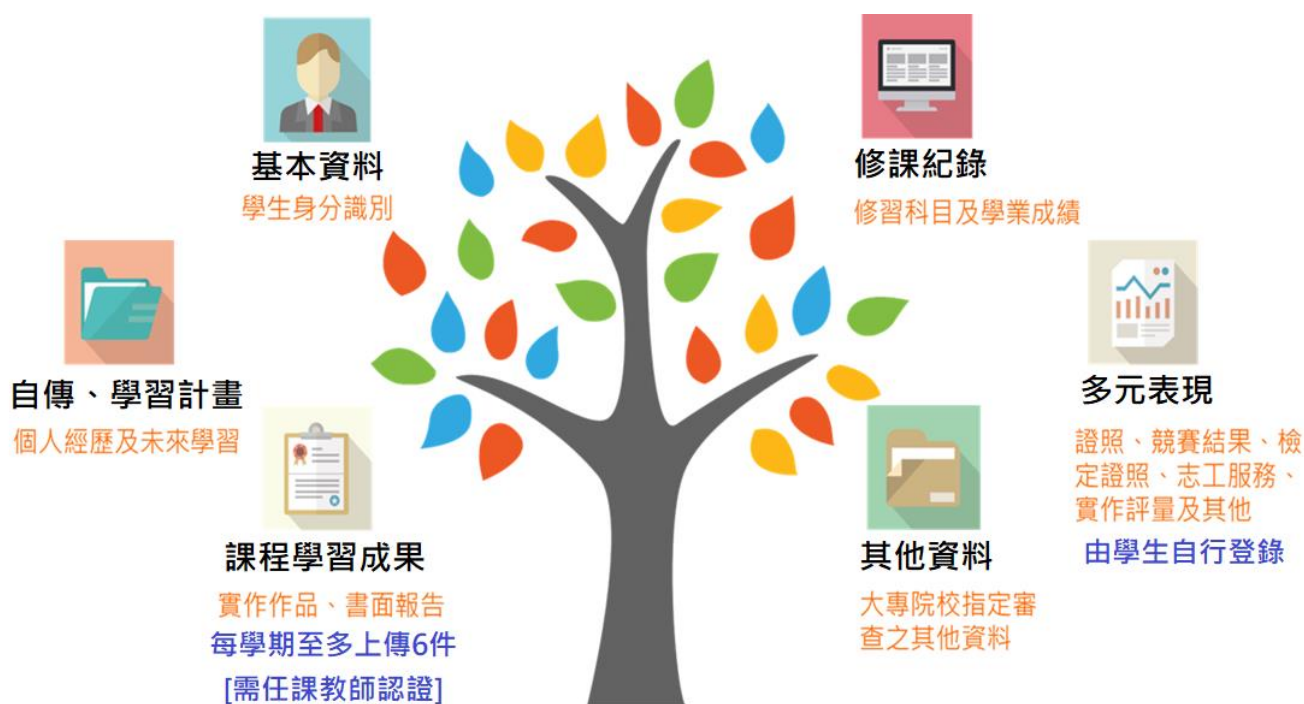 基本資料
學生身分識別
修課紀錄
修習科目及學業成績
自傳、學習計畫
個人經歷及未來學習
多元表現
證照、競賽結果、檢
定證照、志工服務、
實作評量及其他
由學生自行登錄
課程學習成果
實作作品、書面報告
每學期至多上傳6件
[需任課教師認證]
其他資料
大專院校指定審
查之其他資料